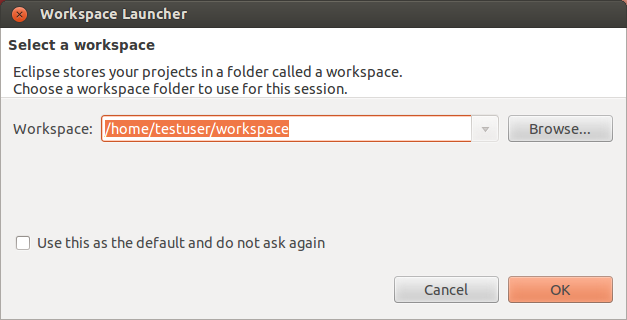 Workspace Launcher
Select a workspace
Eclipse stores your projects in a folder called a workspace.
Choose a workspace folder to use for this session.
Workspace: /home/testuser/workspace Browse...
Use this as the default and do not ask again
Cancel OK